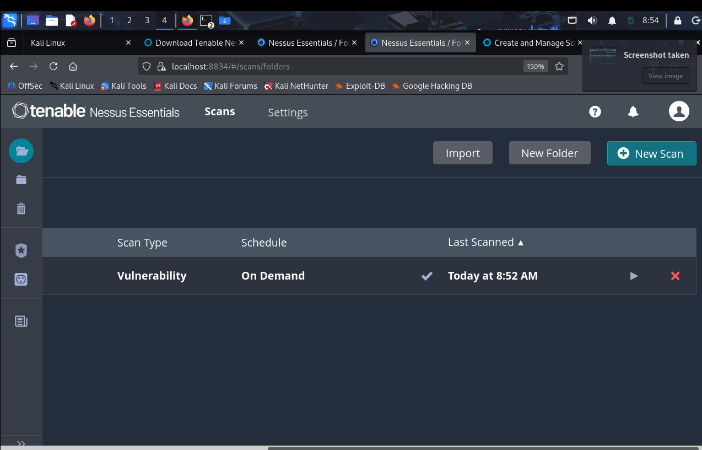 1 2 3 4 2 8:54
Kali Linux Download Tenable Ne Nessus Essentials / Fo Nessus Essentials / Fo Create and Manage Sc
Screenshot taken
View image
localhost:8834/#/scans/folders 150%
OffSec Kali Linux Kali Tools Kali Docs Kali Forums Kali NetHunter Exploit-DB Google Hacking DB
tenable Nessus Essentials Scans Settings
Import New Folder New Scan
Scan Type Schedule Last Scanned
Vulnerability On Demand Today at 8:52 AM